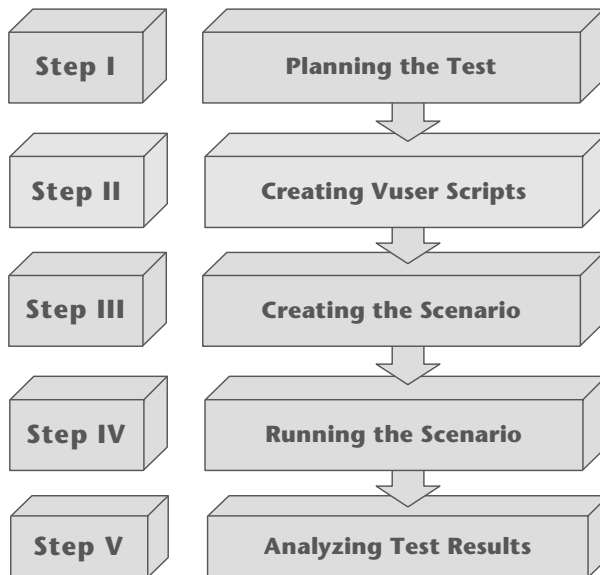 Step I
Planning the Test
Step II
Creating Vuser Scripts
Step III
Creating the Scenario
Step IV
Running the Scenario
Step V
Analyzing Test Results